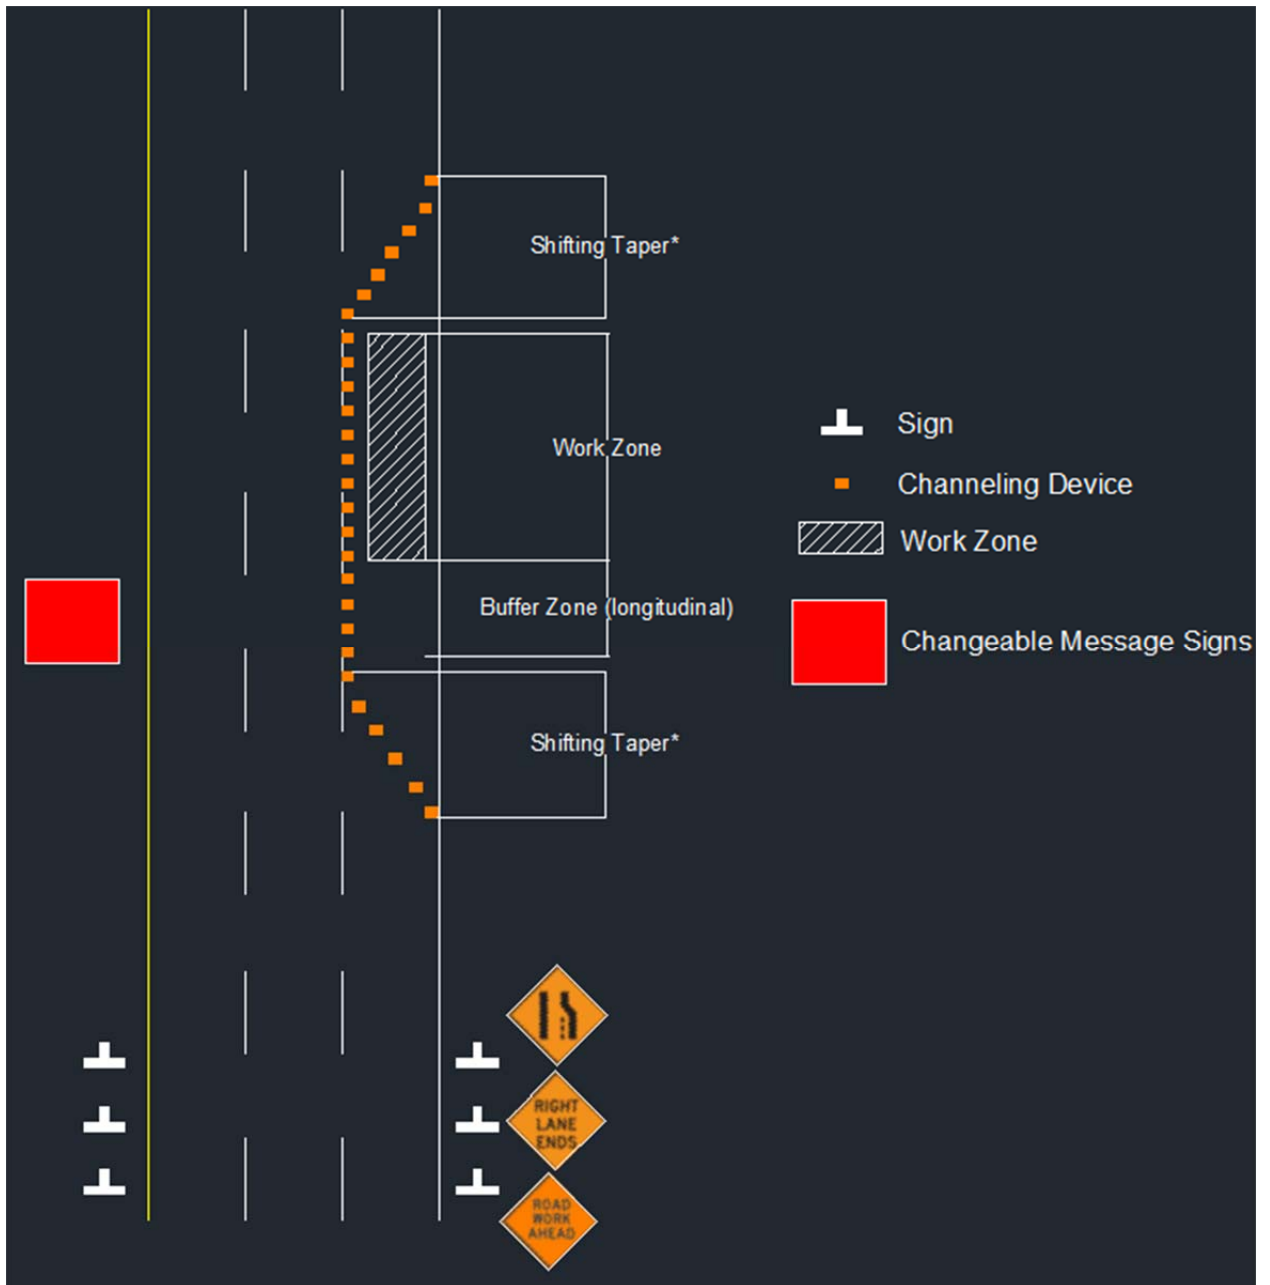 Shifting Taper*
Work Zone
Sign
Channeling Device
Work Zone
Buffer Zone (longitudinal)
Changeable Message Signs
Shifting Taper*
RIGHT
LANE
ENDS
ROAD
WORK
AHEAD